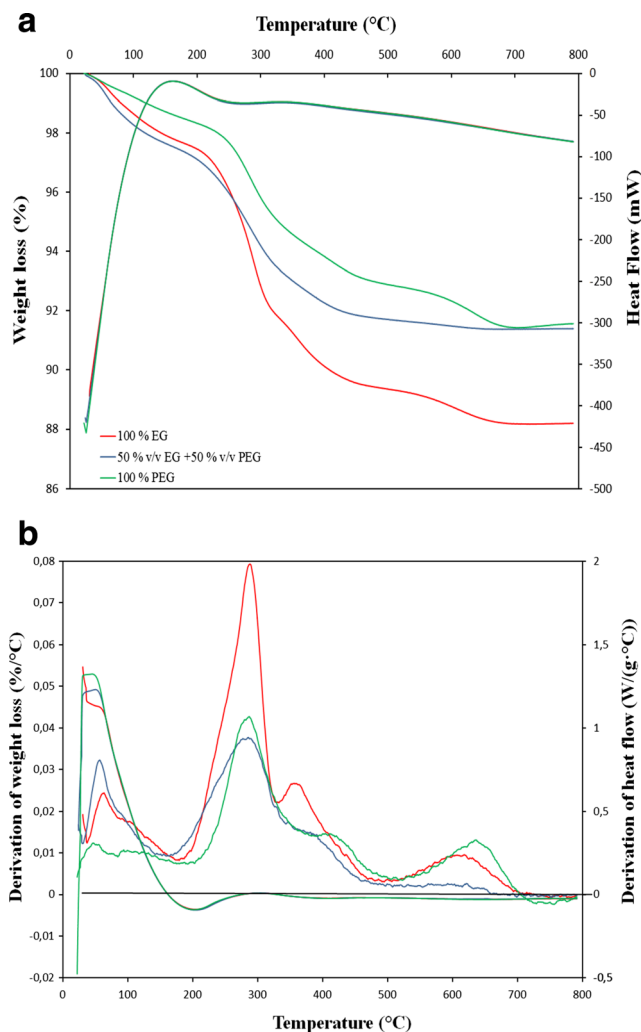 a
Temperature (°C)
0 100 200 300 400 500 600 700 800
100 0
98 -50
-100
96 -150
94 -200
-250
92 -300
90 -350
-400
88 -450
86 -500
Weight loss (%)
Heat Flow (mW)
100 % EG
50 % v/v EG +50 % v/v PEG
100 % PEG
b
0,08 2
0,07
0,06 1,5
0,05
0,04 1
0,03
0,02 0,5
0,01
0 0
-0,01
-0,02 -0,5
Derivation of weight loss (%/°C)
Derivation of heat flow (W/(g·°C))
0 100 200 300 400 500 600 700 800
Temperature (°C)